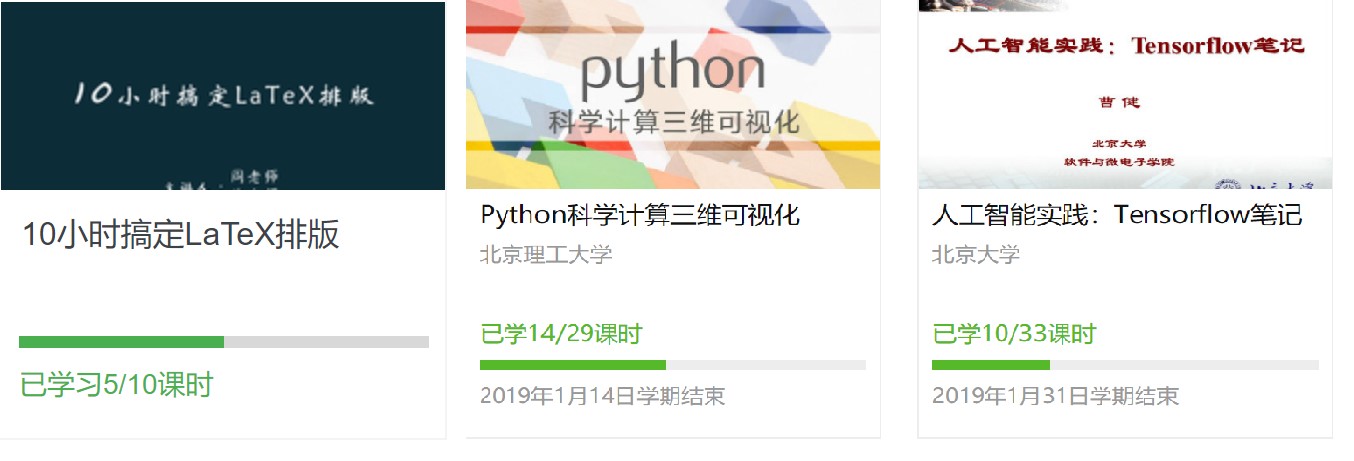 10小时搞定LaTeX排版
阎老师
10小时搞定LaTeX排版
已学习5/10课时
python
科学计算三维可视化
Python科学计算三维可视化
北京理工大学
已学14/29课时
2019年1月14日学期结束
人工智能实践：Tensorflow笔记
曹健
北京大学
软件与微电子学院
人工智能实践：Tensorflow笔记
北京大学
已学10/33课时
2019年1月31日学期结束